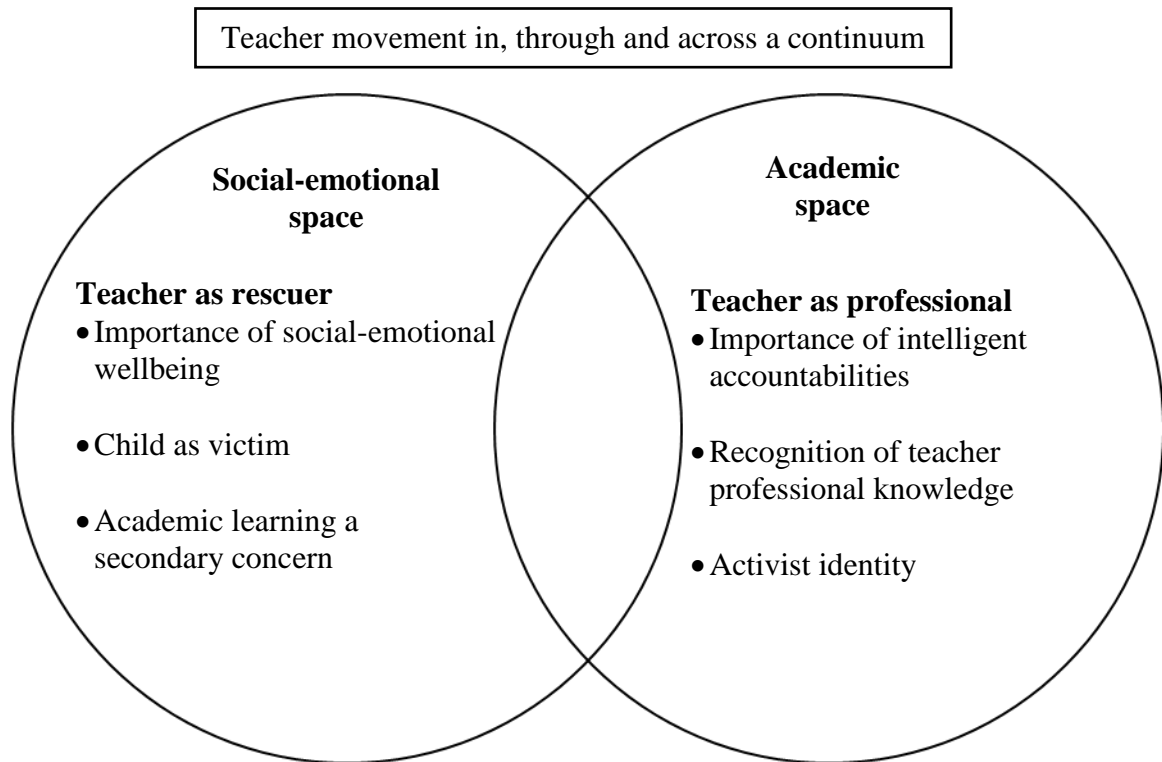 Teacher movement in, through and across a continuum
Social-emotional
space
Teacher as rescuer
• Importance of social-emotional
wellbeing
• Child as victim
• Academic learning a
secondary concern
Academic
space
Teacher as professional
• Importance of intelligent
accountabilities
• Recognition of teacher
professional knowledge
• Activist identity